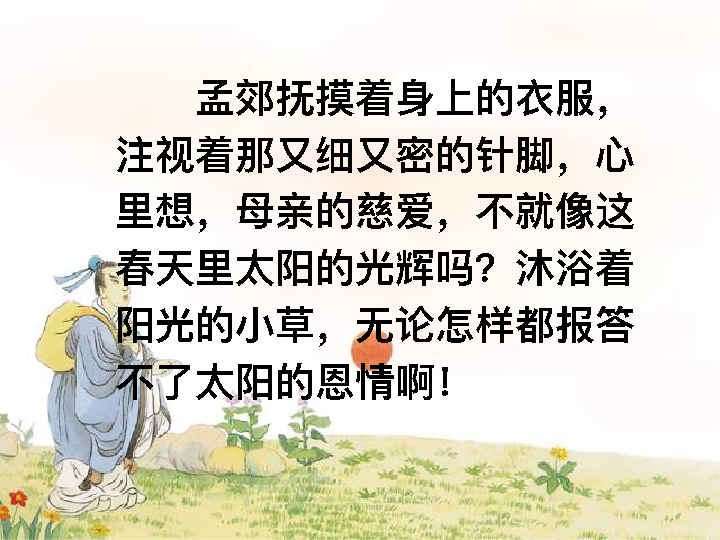 孟郊抚摸着身上的衣服，
注视着那又细又密的针脚，心
里想，母亲的慈爱，不就像这
春天里太阳的光辉吗？沐浴着
阳光的小草，无论怎样都报答
不了太阳的恩情啊！